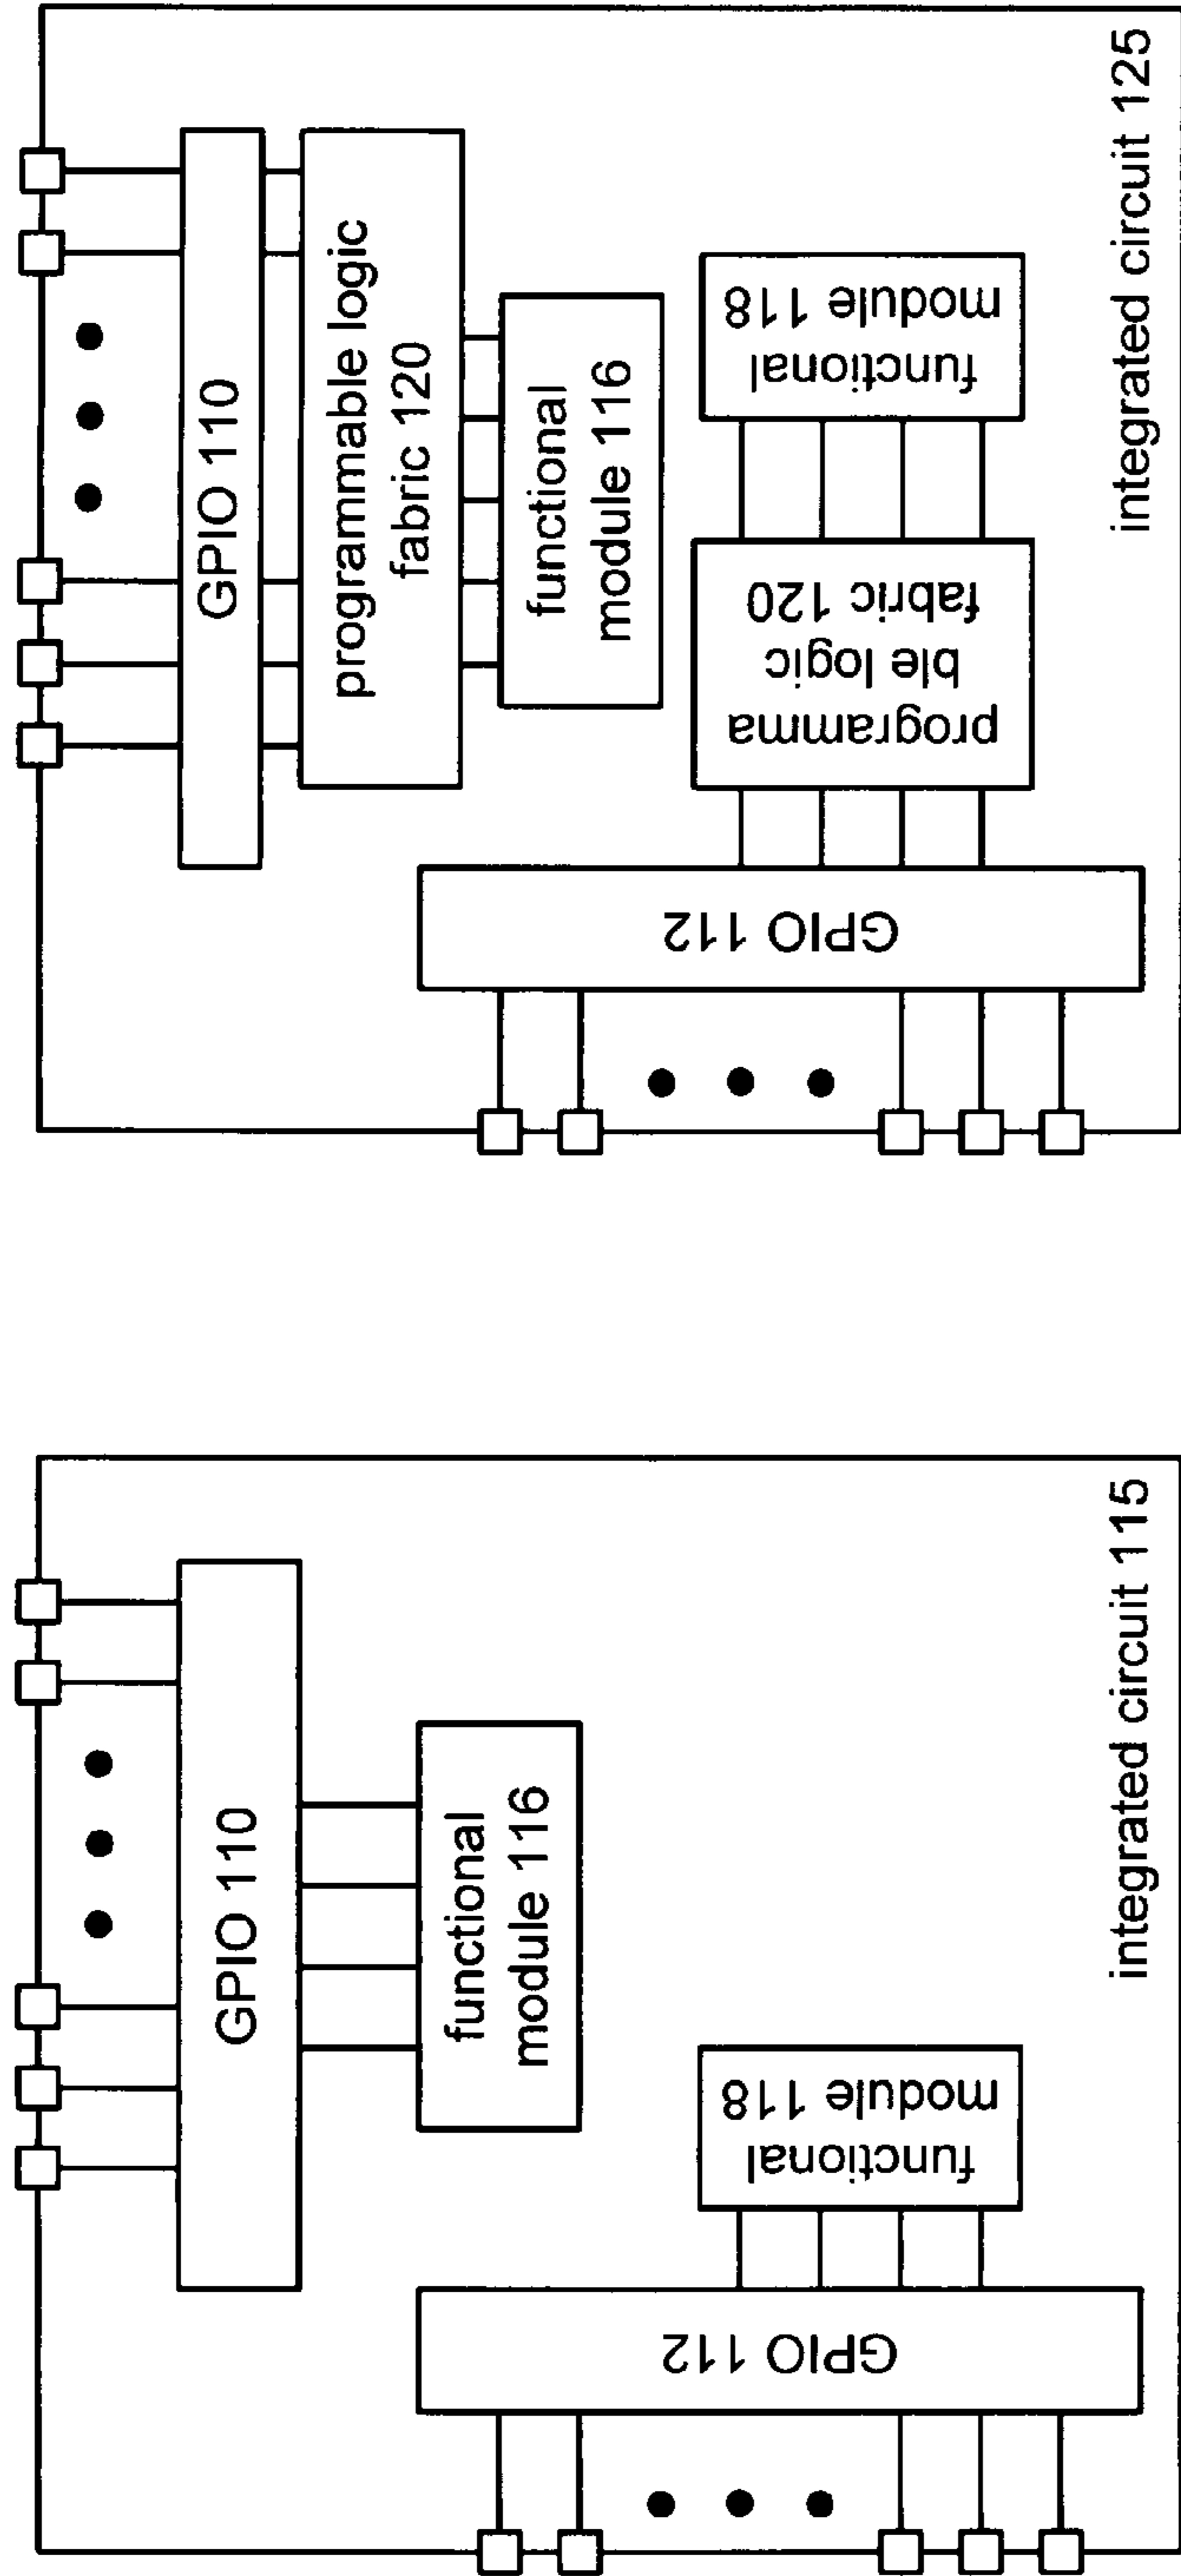 GPIO 110
functional
module 116
GPIO 112
functional
module 118
integrated circuit 115
GPIO 110
programmable logic
fabric 120
functional
module 116
GPIO 112
programma
ble logic
fabric 120
functional
module 118
integrated circuit 125